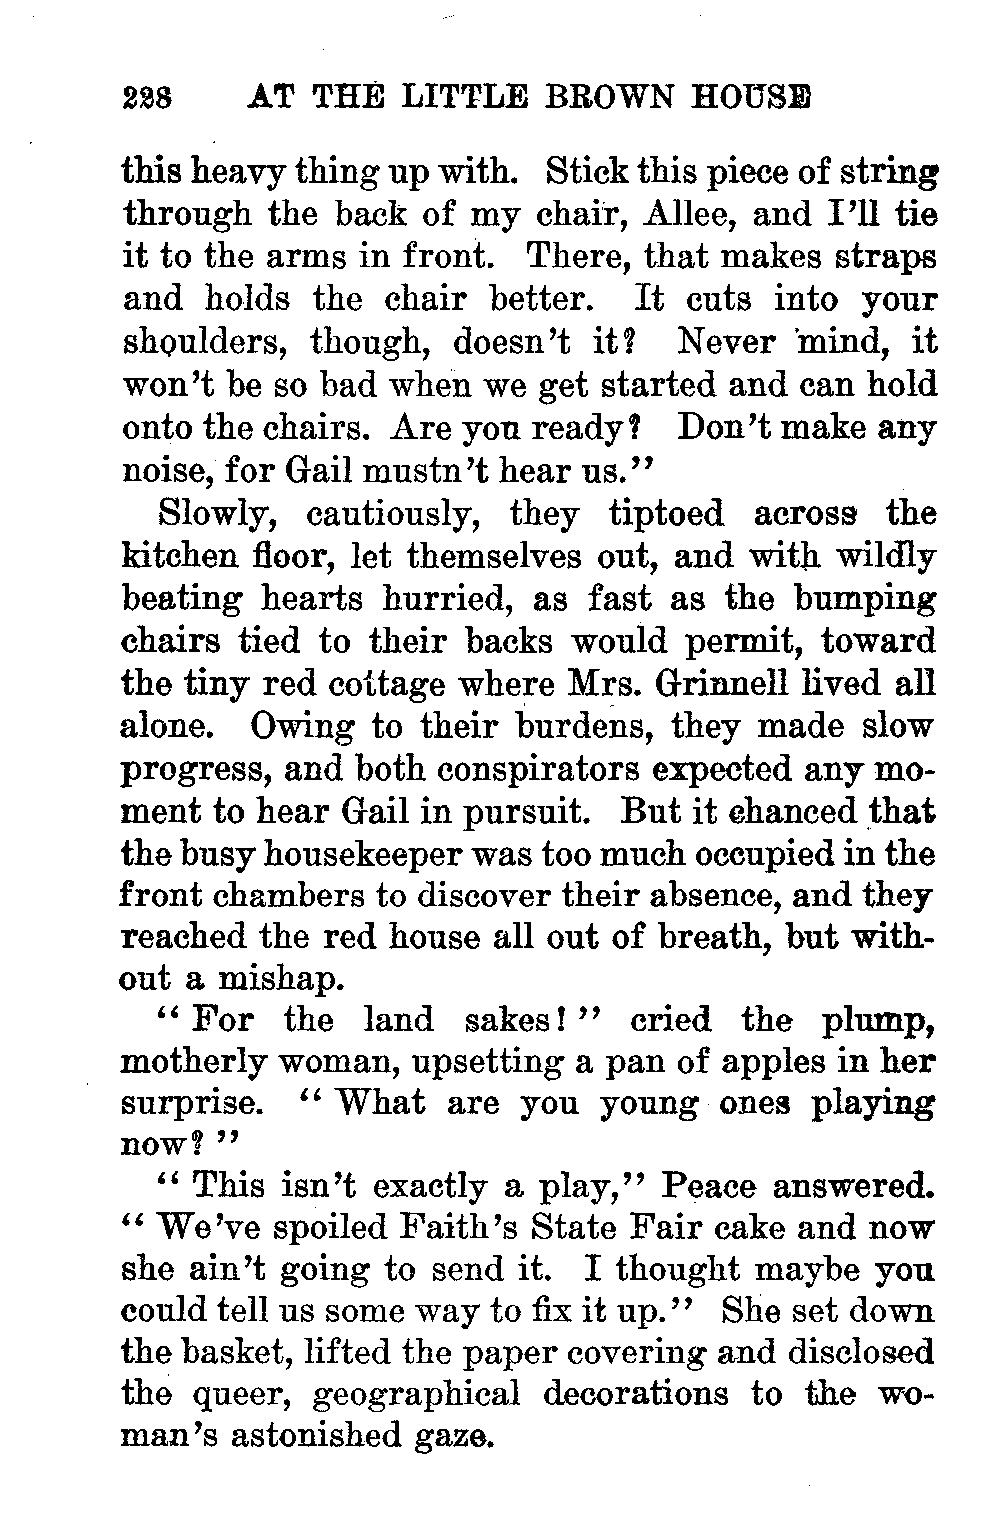 238 AT THE LITTLE BROWN HOUSE
this heavy thing up with. Stick this piece of string
through the back of my chair, Allee, and I'll tie
it to the arms in front. There, that makes straps
and holds the chair better. It cuts into your
shoulders, though, doesn't it? Never mind, it
won't be so bad when we get started and can hold
onto the chairs. Are you ready? Don't make any
noise, for Gail mustn't hear us."
Slowly, cautiously, they tiptoed across the
kitchen floor, let themselves out, and with wildly
beating hearts hurried, as fast as the bumping
chairs tied to their backs would permit, toward
the tiny red cottage where Mrs. Grinnell lived all
alone. Owing to their burdens, they made slow
progress, and both conspirators expected any mo-
ment to hear Gail in pursuit. But it chanced that
the busy housekeeper was too much occupied in the
front chambers to discover their absence, and they
reached the red house all out of breath, but with-
out a mishap.
" For the land sakes! " cried the plump,
motherly woman, upsetting a pan of apples in her
surprise. " What are you young ones playing
now? "
" This isn't exactly a play," Peace answered.
" We've spoiled Faith's State Fair cake and now
she ain't going to send it. I thought maybe you
could tell us some way to fix it up." She set down
the basket, lifted the paper covering and disclosed
the queer, geographical decorations to the wo-
man's astonished gaze.